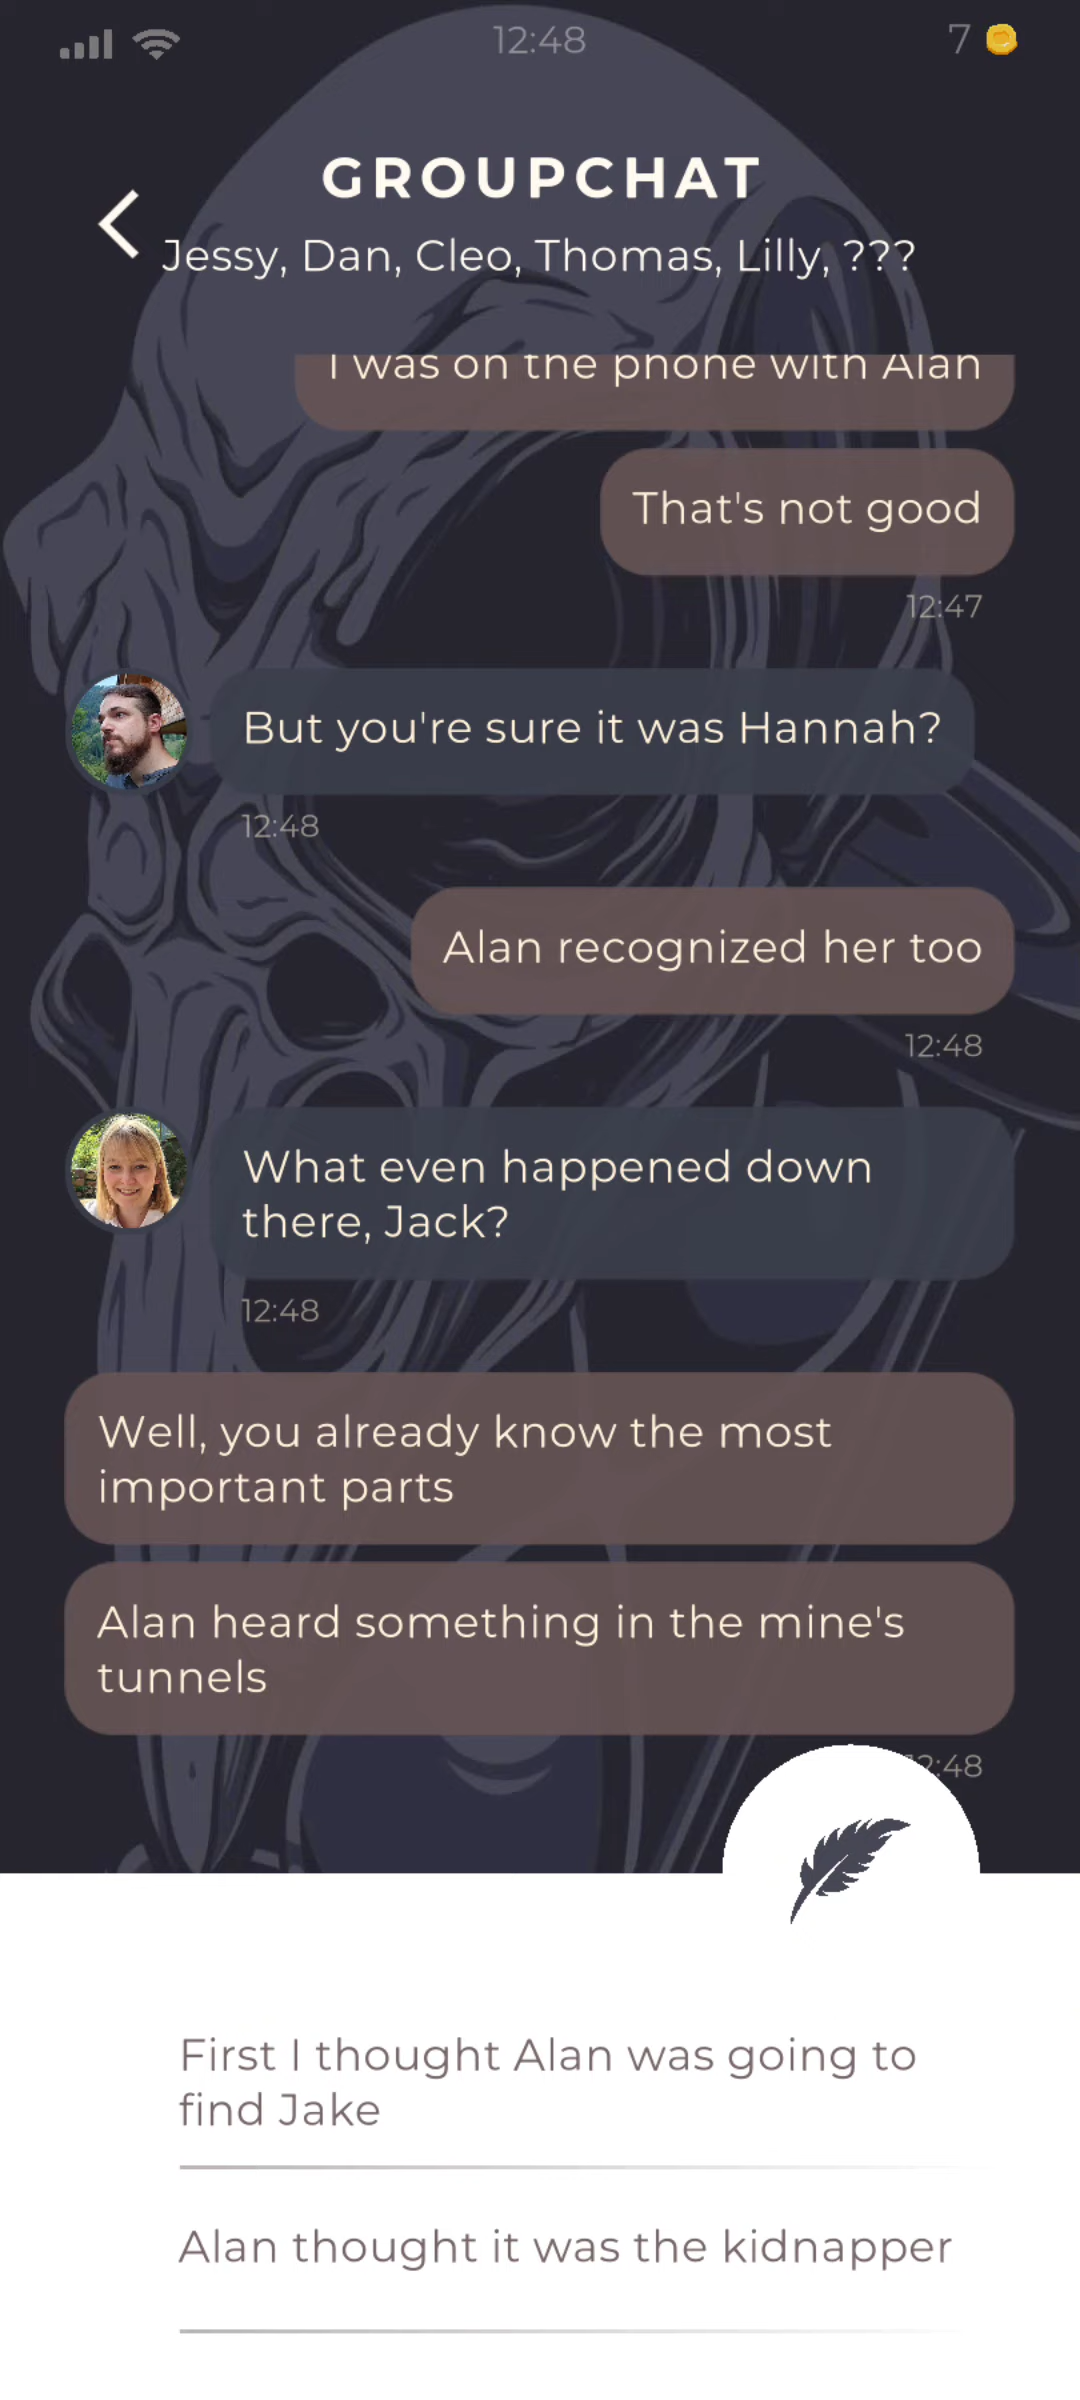 12:48
7
GROUPCHAT
Jessy, Dan, Cleo, Thomas, Lilly, ???
I was on the phone with Alan
That's not good
12:47
But you're sure it was Hannah?
12:48
Alan recognized her too
12:48
What even happened down
there, Jack?
12:48
Well, you already know the most
important parts
Alan heard something in the mine's
tunnels
12:48
First I thought Alan was going to
find Jake
Alan thought it was the kidnapper